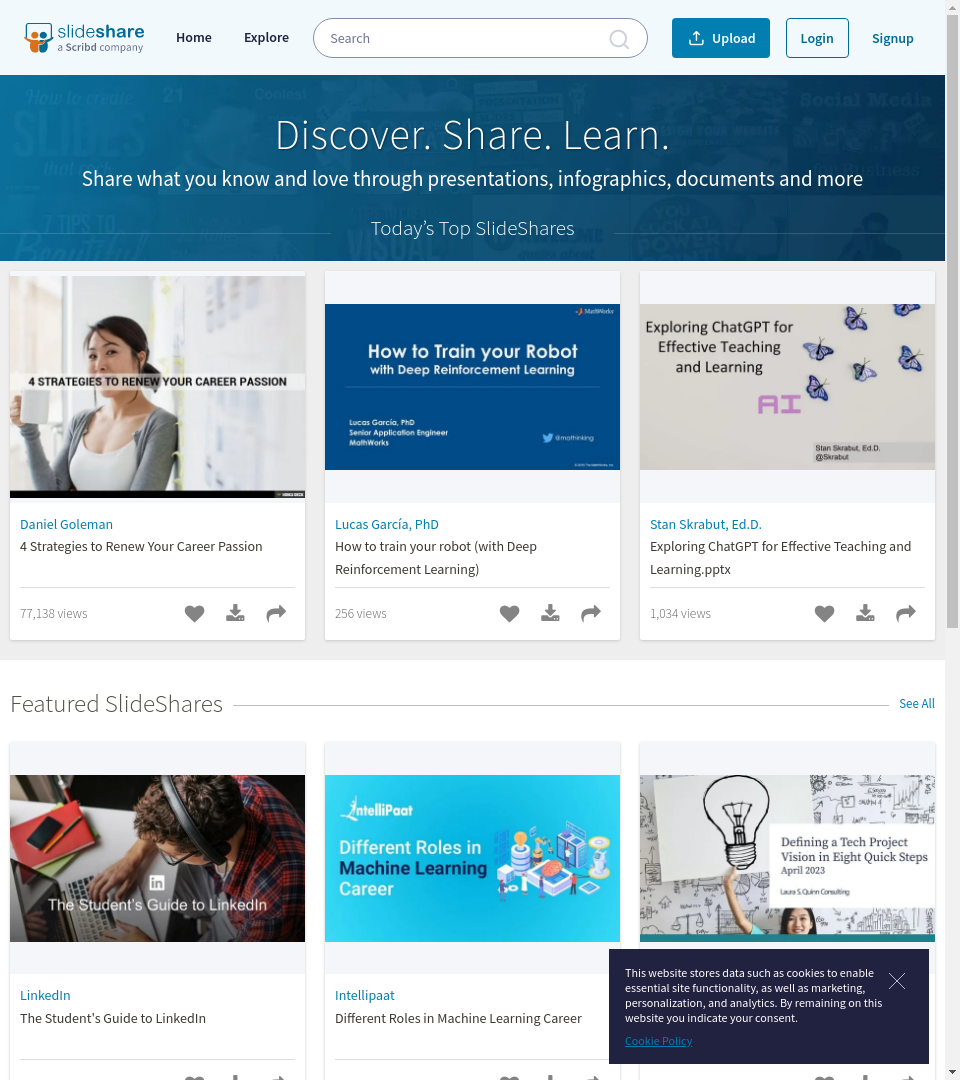 slideshare
a Scribd company
Home
Explore
Search
Upload
Login
Signup
Discover. Share. Learn.
Share what you know and love through presentations, infographics, documents and more
Today’s Top SlideShares
4 STRATEGIES TO RENEW YOUR CAREER PASSION
Daniel Goleman
4 Strategies to Renew Your Career Passion
77,138 views
MathWorks
How to Train your Robot
with Deep Reinforcement Learning
Lucas García, PhD
Senior Application Engineer
MathWorks
@mathinking
Lucas García, PhD
How to train your robot (with Deep
Reinforcement Learning)
256 views
Exploring ChatGPT for
Effective Teaching
and Learning
AI
Stan Skrabut, Ed.D.
@Skrabut
Stan Skrabut, Ed.D.
Exploring ChatGPT for Effective Teaching and
Learning.pptx
1,034 views
Featured SlideShares
See All
in
The Student's Guide to LinkedIn
LinkedIn
The Student's Guide to LinkedIn
IntelliPaat
Different Roles in
Machine Learning
Career
Intellipaat
Different Roles in Machine Learning Career
Defining a Tech Project
Vision in Eight Quick Steps
April 2023
Laura S. Quinn Consulting
This website stores data such as cookies to enable
essential site functionality, as well as marketing,
personalization, and analytics. By remaining on this
website you indicate your consent.
Cookie Policy